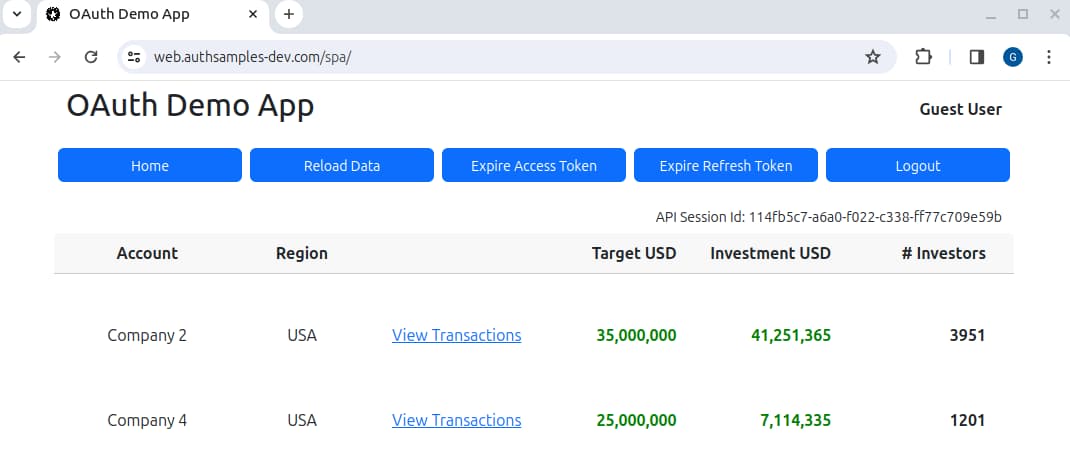 OAuth Demo App
web.authsamples-dev.com/spa/
G
OAuth Demo App
Guest User
Home Reload Data Expire Access Token Expire Refresh Token Logout
API Session Id: 114fb5c7-a6a0-f022-c338-ff77c709e59b
Account Region Target USD Investment USD # Investors
Company 2 USA View Transactions 35,000,000 41,251,365 3951
Company 4 USA View Transactions 25,000,000 7,114,335 1201